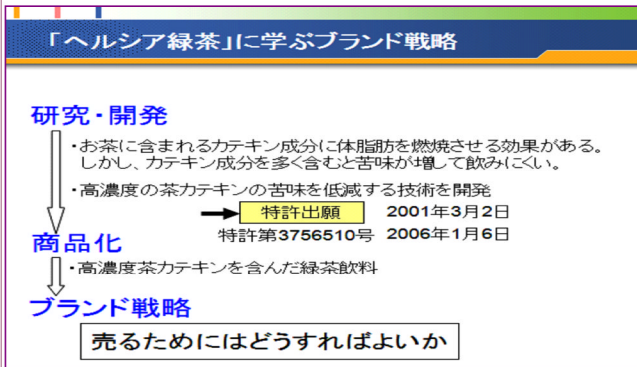 「ヘルシア緑茶」に学ぶブランド戦略
研究・開発
・お茶に含まれるカテキン成分に体脂肪を燃焼させる効果がある。
しかし、カテキン成分を多く含むと苦味が増して飲みにくい。
・高濃度の茶カテキンの苦味を低減する技術を開発
特許出願 2001年3月2日
特許第3756510号 2006年1月6日
商品化
・高濃度茶カテキンを含んだ緑茶飲料
ブランド戦略
売るためにはどうすればよいか